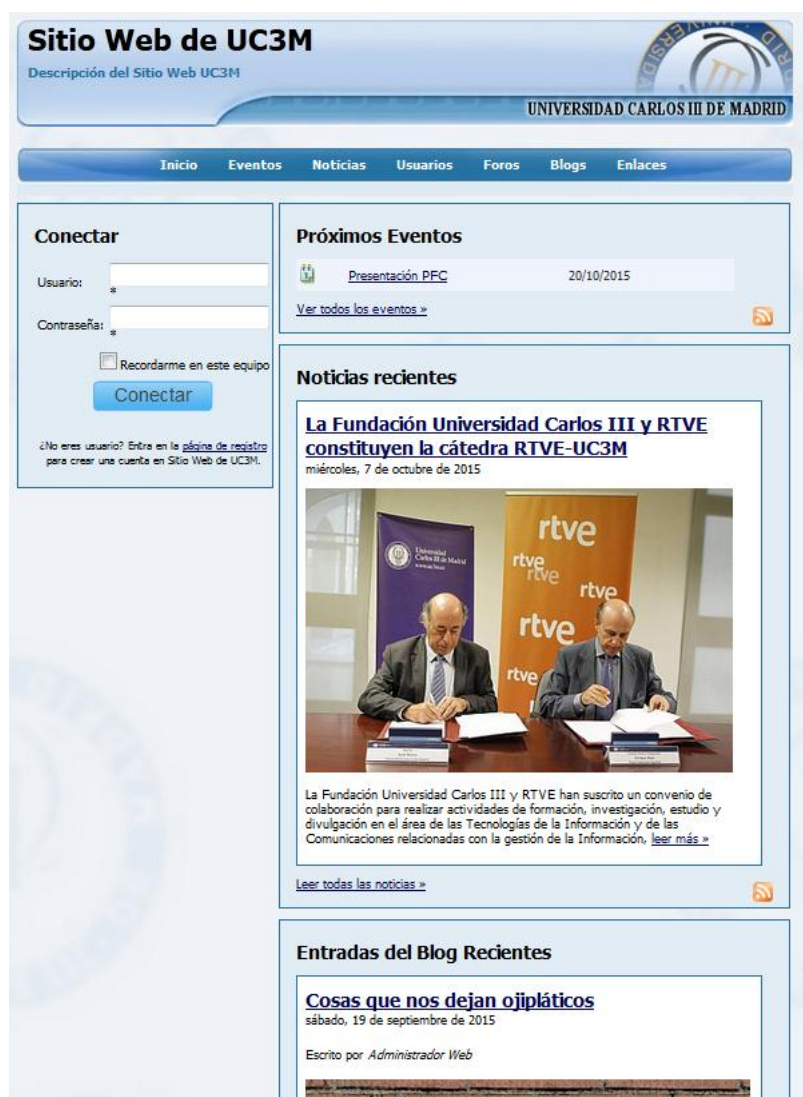 Sitio Web de UC3M
Descripción del Sitio Web UC3M
UNIVERSIDAD CARLOS III DE MADRID
Inicio Eventos Noticias Usuarios Foros Blogs Enlaces
Conectar
Usuario:
*
Contraseña:
*
Recordarme en este equipo
Conectar
¿No eres usuario? Entra en la página de registro
para crear una cuenta en Sitio Web de UC3M.
Próximos Eventos
Presentación PFC 20/10/2015
Ver todos los eventos »
Noticias recientes
La Fundación Universidad Carlos III y RTVE
constituyen la cátedra RTVE-UC3M
miércoles, 7 de octubre de 2015
rtve
rtve
rtve
rtve
rtve
rtve
Universidad
Carlos III de Madrid
La Fundación Universidad Carlos III y RTVE han suscrito un convenio de
colaboración para realizar actividades de formación, investigación, estudio y
divulgación en el área de las Tecnologías de la Información y de las
Comunicaciones relacionadas con la gestión de la Información, leer más »
Leer todas las noticias »
Entradas del Blog Recientes
Cosas que nos dejan ojipláticos
sábado, 19 de septiembre de 2015
Escrito por Administrador Web